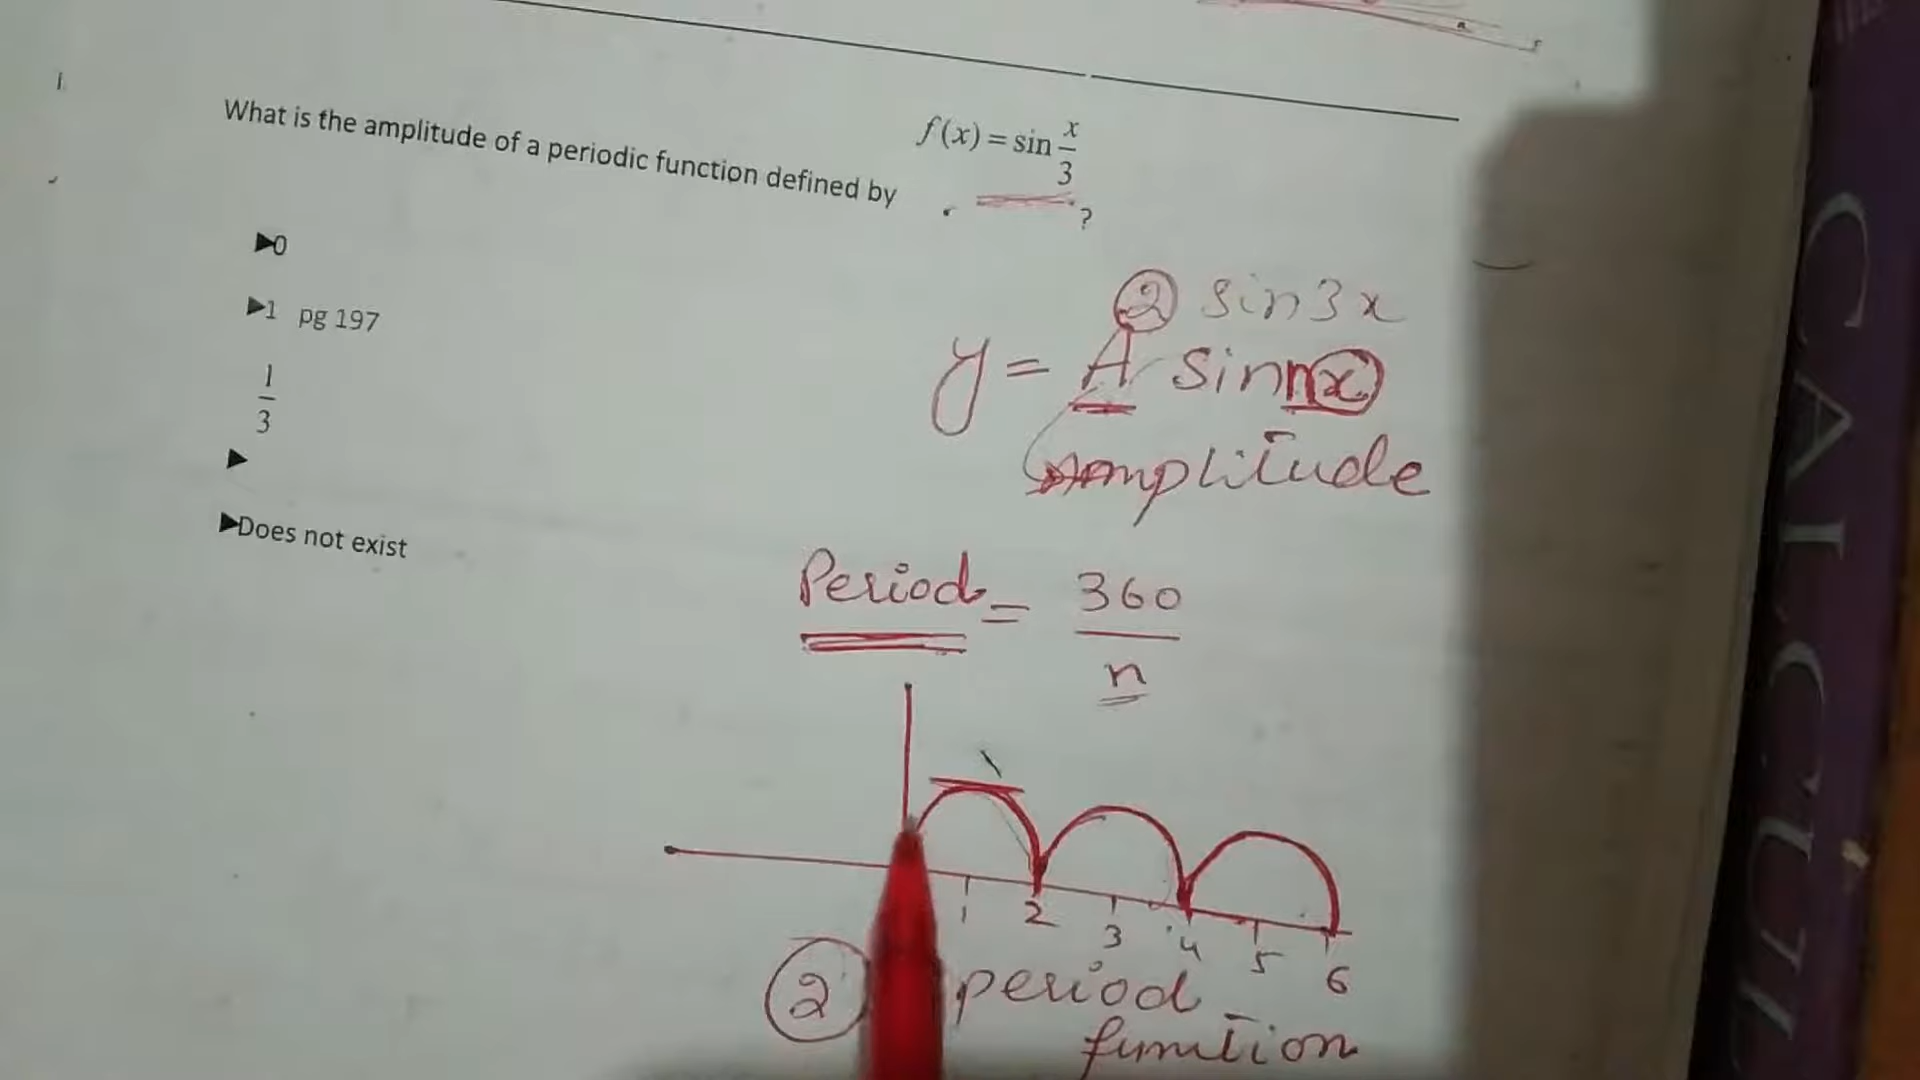 What is the amplitude of a periodic function defined by f(x) = sin x/3 ?
▶0
▶1 pg 197
1/3
▶
▶Does not exist
② sin3x
y = A sin nx
Amplitude
Period = 360/n
1 2 3 4 5 6
② period
function
CALCUL